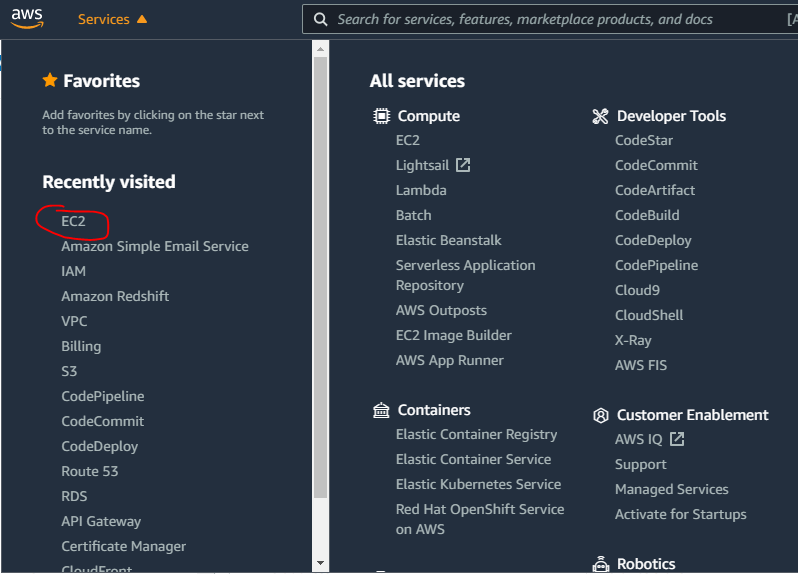 aws
Services
Search for services, features, marketplace products, and docs
[A
Favorites
Add favorites by clicking on the star next
to the service name.
Recently visited
EC2
Amazon Simple Email Service
IAM
Amazon Redshift
VPC
Billing
S3
CodePipeline
CodeCommit
CodeDeploy
Route 53
RDS
API Gateway
Certificate Manager
CloudFront
All services
Compute
EC2
Lightsail
Lambda
Batch
Elastic Beanstalk
Serverless Application
Repository
AWS Outposts
EC2 Image Builder
AWS App Runner
Containers
Elastic Container Registry
Elastic Container Service
Elastic Kubernetes Service
Red Hat OpenShift Service
on AWS
Developer Tools
CodeStar
CodeCommit
CodeArtifact
CodeBuild
CodeDeploy
CodePipeline
Cloud9
CloudShell
X-Ray
AWS FIS
Customer Enablement
AWS IQ
Support
Managed Services
Activate for Startups
Robotics